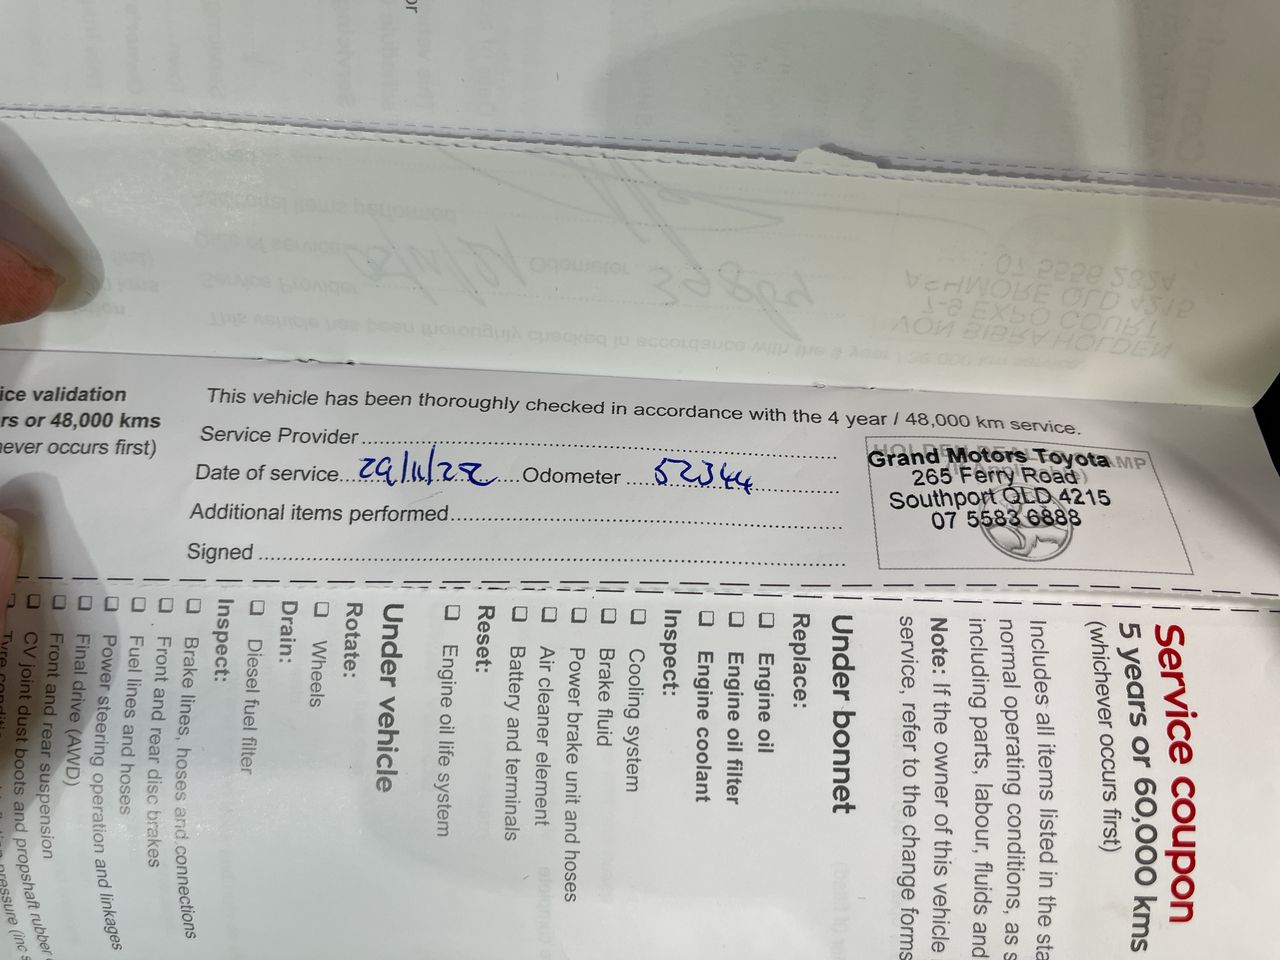 or
This vehicle has been thoroughly checked in accordance with the 4 year / 48,000 km service.
ice validation
rs or 48,000 kms
never occurs first)
Service Provider
Date of service 29/11/22 Odometer 52344
Additional items performed
Signed
Grand Motors Toyota
265 Ferry Road
Southport QLD 4215
07 5583 6888
Service coupon
5 years or 60,000 kms
(whichever occurs first)
Includes all items listed in the sta
normal operating conditions, as s
including parts, labour, fluids and
Note: If the owner of this vehicle
service, refer to the change forms
Under bonnet
Replace:
Engine oil
Engine oil filter
Engine coolant
Inspect:
Cooling system
Brake fluid
Power brake unit and hoses
Air cleaner element
Battery and terminals
Reset:
Engine oil life system
Under vehicle
Rotate:
Wheels
Drain:
Diesel fuel filter
Inspect:
Brake lines, hoses and connections
Front and rear disc brakes
Fuel lines and hoses
Power steering operation and linkages
Final drive (AWD)
Front and rear suspension
CV joint dust boots and propshaft rubber